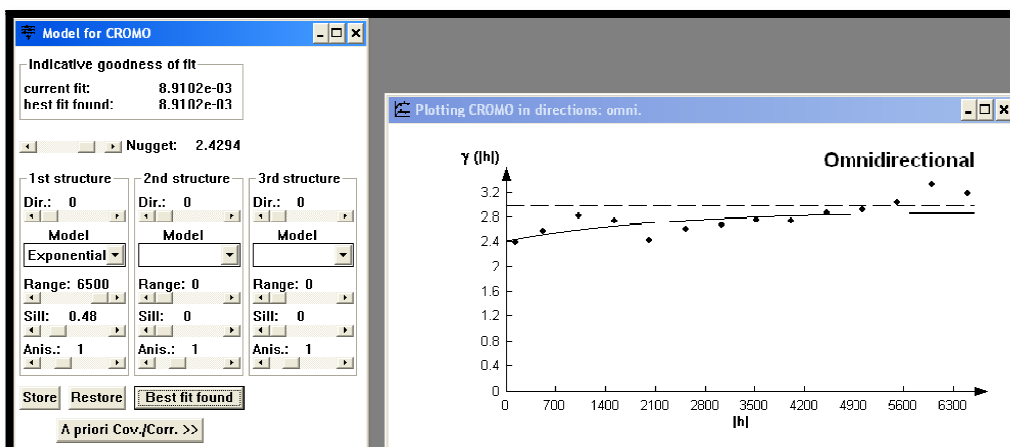 Model for CROMO
Indicative goodness of fit
current fit: 8.9102e-03
best fit found: 8.9102e-03
Nugget: 2.4294
1st structure 2nd structure 3rd structure
Dir.: 0 Dir.: 0 Dir.: 0
Model Model Model
Exponential
Range: 6500 Range: 0 Range: 0
Sill: 0.48 Sill: 0 Sill: 0
Anis.: 1 Anis.: 1 Anis.: 1
Store Restore Best fit found
A priori Cov./Corr. >>
Plotting CROMO in directions: omni.
γ (|h|)
Omnidirectional
3.2
2.8
2.4
2
1.6
1.2
0.8
0.4
0
0 700 1400 2100 2800 3500 4200 4900 5600 6300
|h|